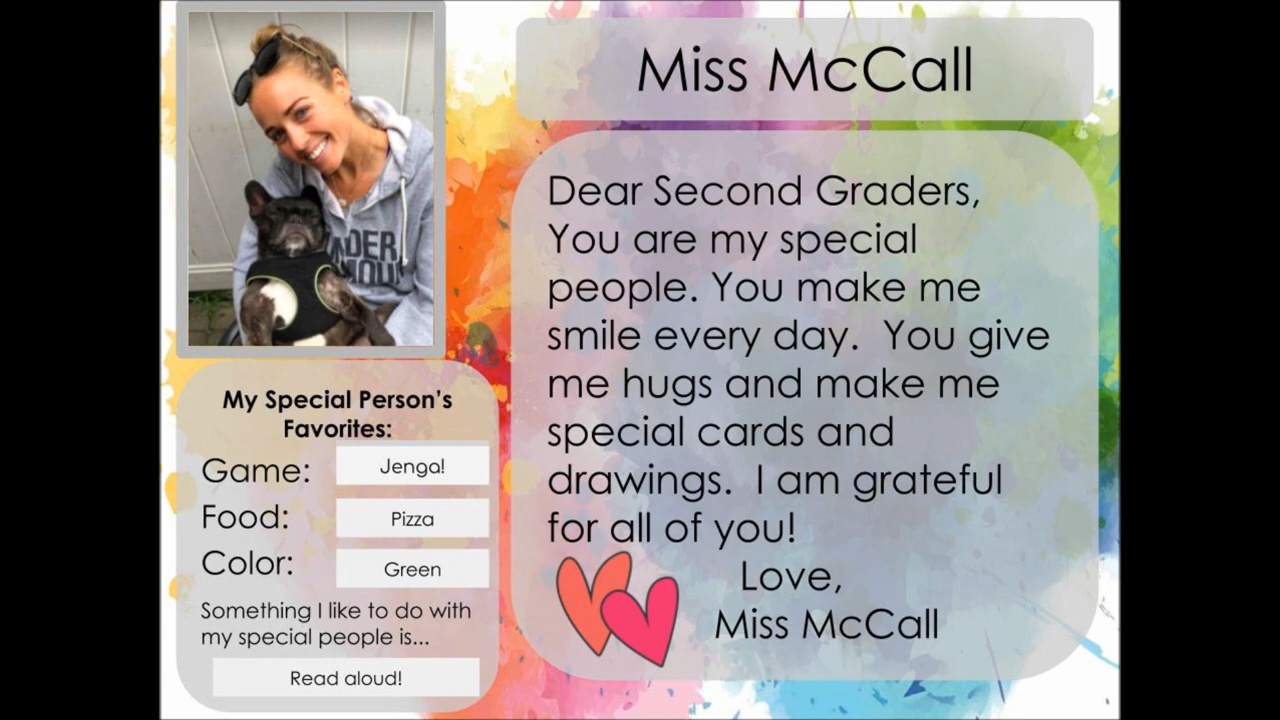 Miss McCall
Dear Second Graders,
You are my special
people. You make me
smile every day.  You give
me hugs and make me
special cards and
drawings.  I am grateful
for all of you!
Love,
Miss McCall
My Special Person's
Favorites:
Game: Jenga!
Food: Pizza
Color: Green
Something I like to do with
my special people is...
Read aloud!